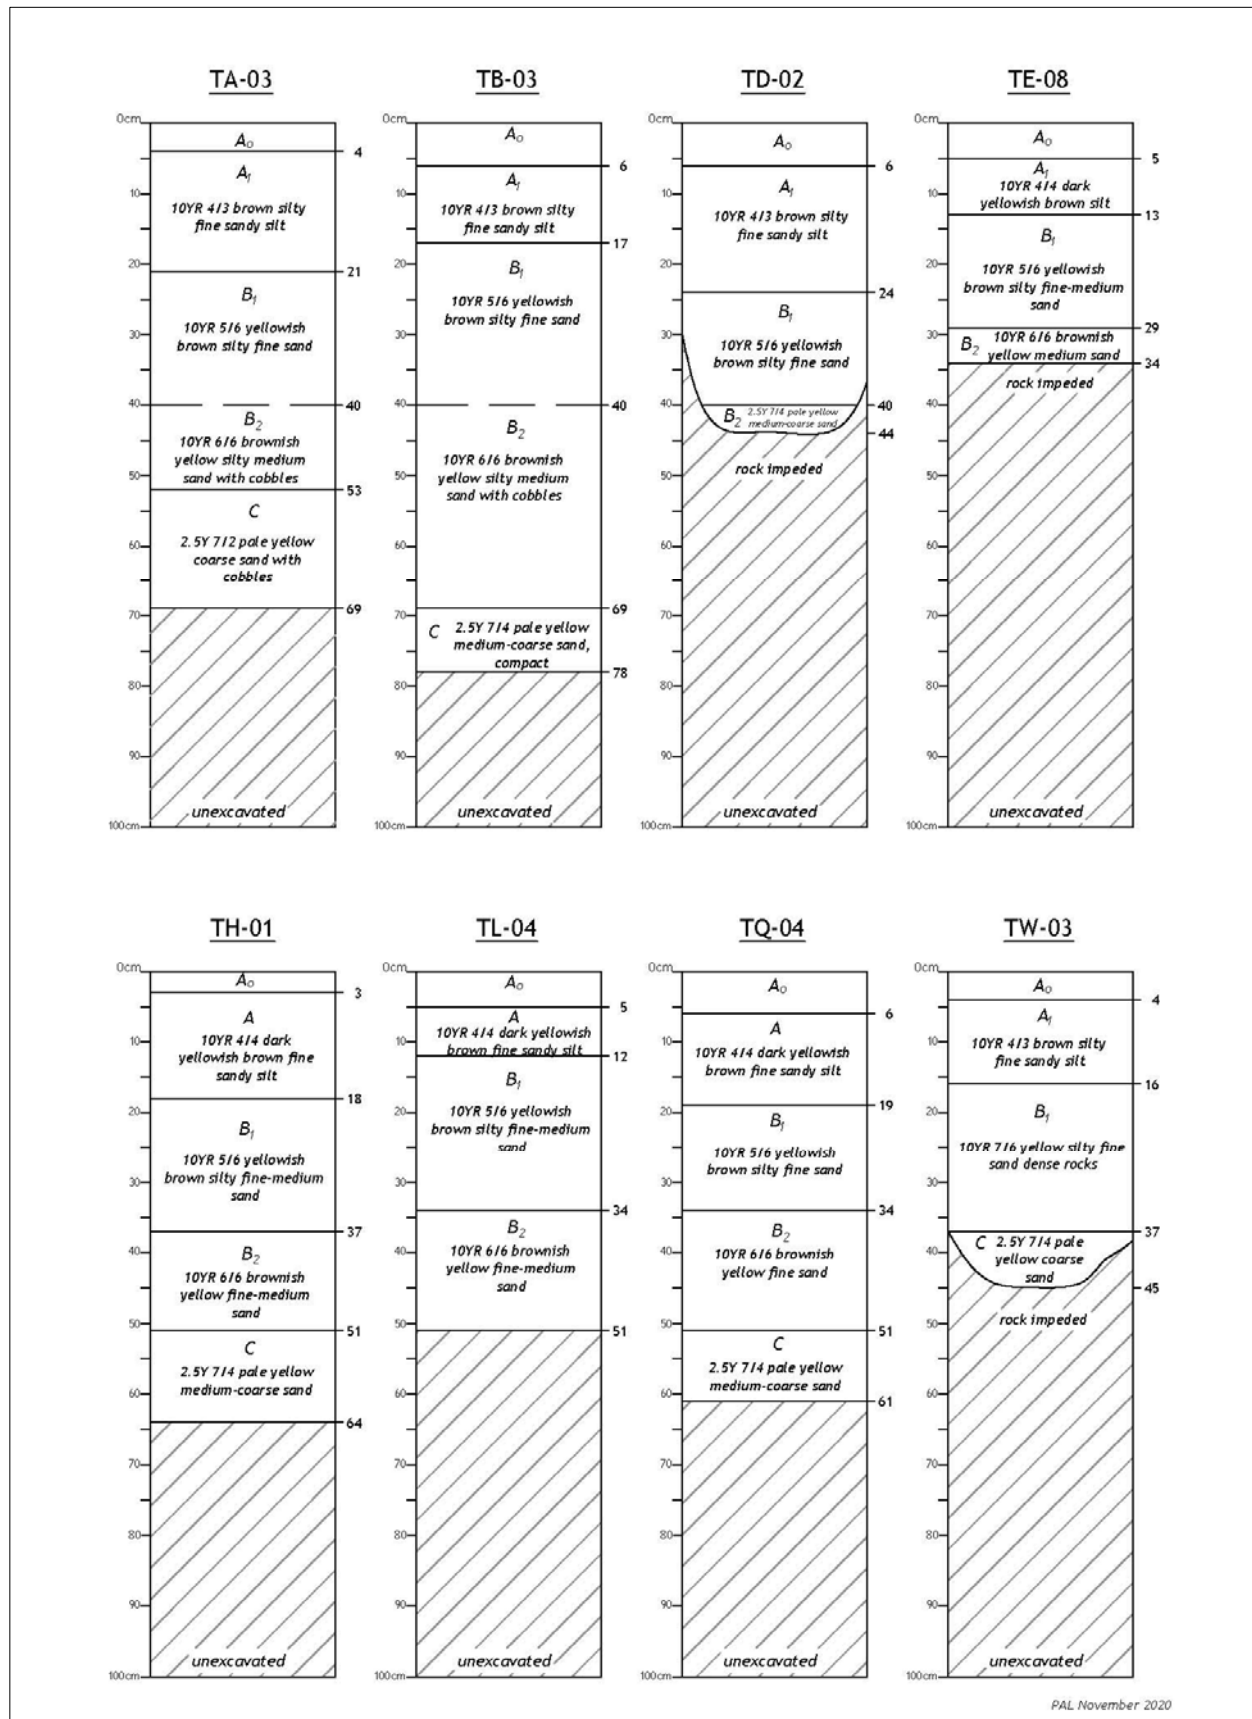 TA-03
0cm
10
20
30
40
50
60
70
80
90
100cm
Ao
4
A1
10YR 4/3 brown silty
fine sandy silt
21
B1
10YR 5/6 yellowish
brown silty fine sand
40
B2
10YR 6/6 brownish
yellow silty medium
sand with cobbles
53
C
2.5Y 7/2 pale yellow
coarse sand with
cobbles
69
unexcavated
TB-03
0cm
10
20
30
40
50
60
70
80
90
100cm
Ao
6
A1
10YR 4/3 brown silty
fine sandy silt
17
B1
10YR 5/6 yellowish
brown silty fine sand
40
B2
10YR 6/6 brownish
yellow silty medium
sand with cobbles
69
C 2.5Y 7/4 pale yellow
medium-coarse sand,
compact
78
unexcavated
TD-02
0cm
10
20
30
40
50
60
70
80
90
100cm
Ao
6
A1
10YR 4/3 brown silty
fine sandy silt
24
B1
10YR 5/6 yellowish
brown silty fine sand
40
B2 2.5Y 7/4 pale yellow
medium-coarse sand
44
rock impeded
unexcavated
TE-08
0cm
10
20
30
40
50
60
70
80
90
100cm
Ao
5
A1
10YR 4/4 dark
yellowish brown silt
13
B1
10YR 5/6 yellowish
brown silty fine-medium
sand
29
B2 10YR 6/6 brownish
yellow medium sand
34
rock impeded
unexcavated
TH-01
0cm
10
20
30
40
50
60
70
80
90
100cm
Ao
3
A
10YR 4/4 dark
yellowish brown fine
sandy silt
18
B1
10YR 5/6 yellowish
brown silty fine-medium
sand
37
B2
10YR 6/6 brownish
yellow fine-medium
sand
51
C
2.5Y 7/4 pale yellow
medium-coarse sand
64
unexcavated
TL-04
0cm
10
20
30
40
50
60
70
80
90
100cm
Ao
5
A
10YR 4/4 dark yellowish
brown fine sandy silt
12
B1
10YR 5/6 yellowish
brown silty fine-medium
sand
34
B2
10YR 6/6 brownish
yellow fine-medium
sand
51
unexcavated
TQ-04
0cm
10
20
30
40
50
60
70
80
90
100cm
Ao
6
A
10YR 4/4 dark yellowish
brown fine sandy silt
19
B1
10YR 5/6 yellowish
brown silty fine sand
34
B2
10YR 6/6 brownish
yellow fine sand
51
C
2.5Y 7/4 pale yellow
medium-coarse sand
61
unexcavated
TW-03
0cm
10
20
30
40
50
60
70
80
90
100cm
Ao
4
A1
10YR 4/3 brown silty
fine sandy silt
16
B1
10YR 7/6 yellow silty fine
sand dense rocks
37
C 2.5Y 7/4 pale
yellow coarse
sand
45
rock impeded
unexcavated
PAL November 2020